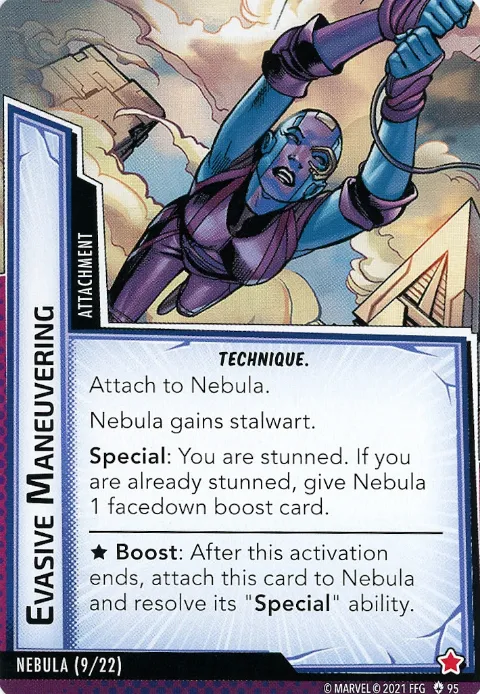 ATTACHMENT
EVASIVE MANEUVERING
TECHNIQUE.
Attach to Nebula.
Nebula gains stalwart.
Special: You are stunned. If you
are already stunned, give Nebula
1 facedown boost card.
★ Boost: After this activation
ends, attach this card to Nebula
and resolve its "Special" ability.
NEBULA (9/22)
© MARVEL © 2021 FFG 95